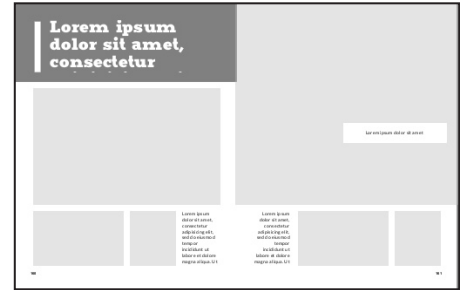 Lorem ipsum
dolor sit amet,
consectetur
Lorem ipsum dolor sit amet
Lorem ipsum
dolor sit amet,
consectetur
adipisicing elit,
sed do eiusmod
tempor
incididunt ut
labore et dolore
magna aliqua. Ut
Lorem ipsum
dolor sit amet,
consectetur
adipisicing elit,
sed do eiusmod
tempor
incididunt ut
labore et dolore
magna aliqua. Ut